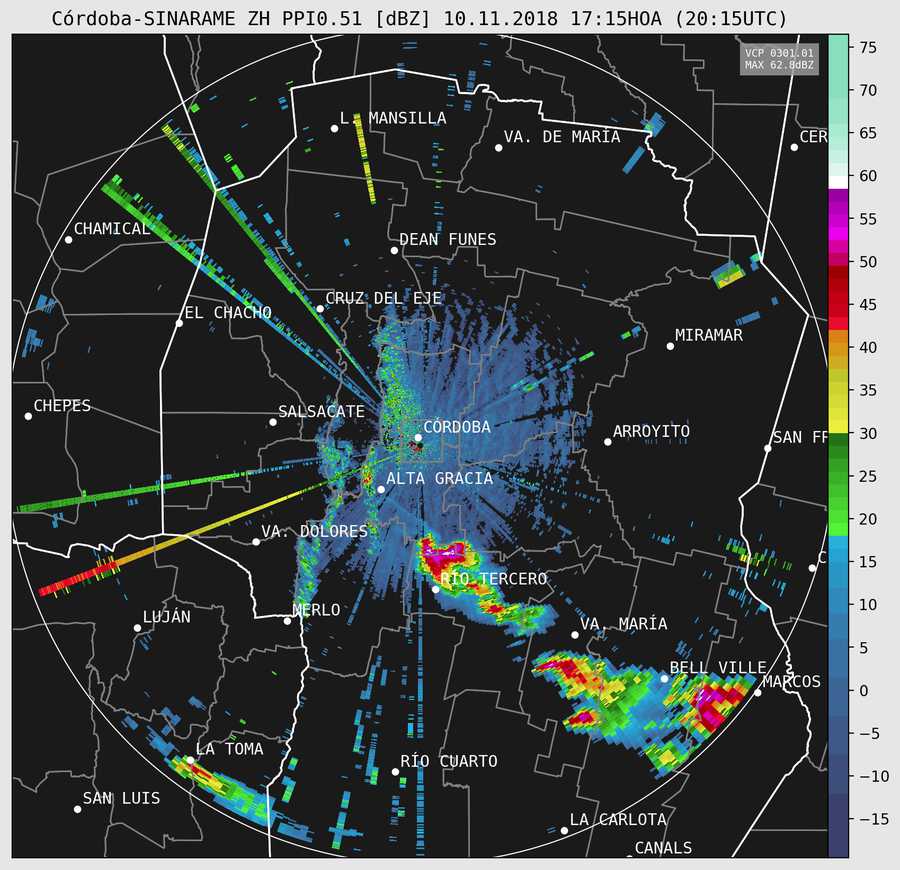 Córdoba-SINARAME ZH PPI0.51 [dBZ] 10.11.2018 17:15HOA (20:15UTC)
VCP 0301.01
MAX 62.8dBZ
L. MANSILLA
VA. DE MARÍA
CER
CHAMICAL
DEAN FUNES
CRUZ DEL EJE
EL CHACHO
MIRAMAR
CHEPES
SALSACATE
CÓRDOBA
ARROYITO
SAN FR
ALTA GRACIA
VA. DOLORES
C
RÍO TERCERO
MERLO
LUJÁN
VA. MARÍA
BELL VILLE
MARCOS
LA TOMA
RÍO CUARTO
SAN LUIS
LA CARLOTA
CANALS
75
70
65
60
55
50
45
40
35
30
25
20
15
10
5
0
−5
−10
−15